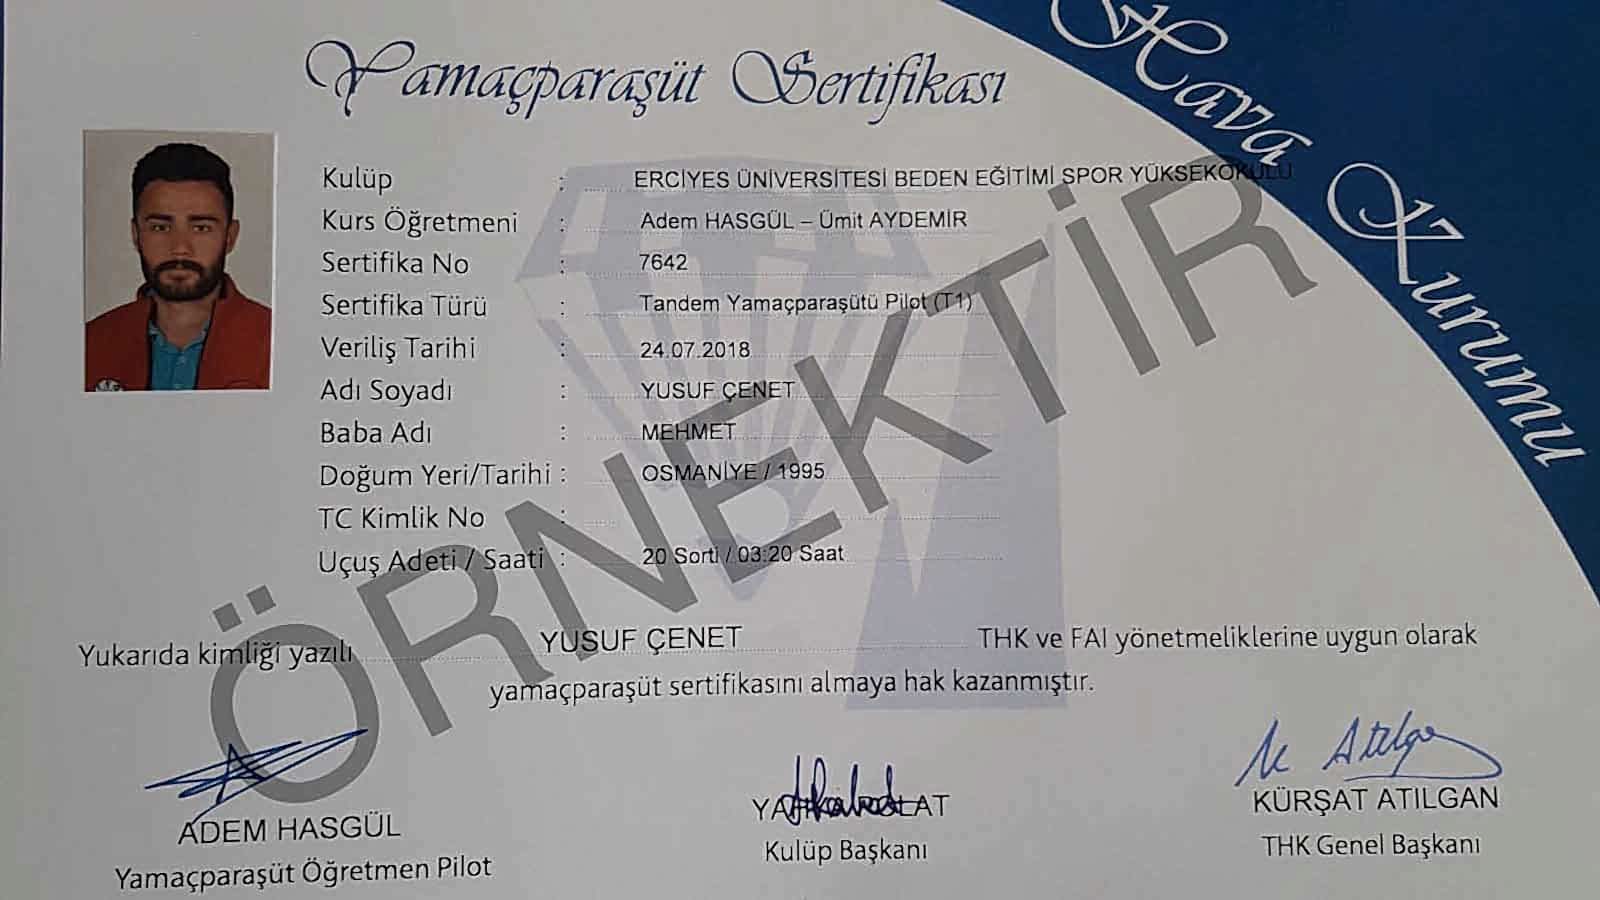 Yamaçparaşüt Sertifikası
Hava Kurumu
Kulüp : ERCİYES ÜNİVERSİTESİ BEDEN EĞİTİMİ SPOR YÜKSEKOKULU
Kurs Öğretmeni : Adem HASGÜL – Ümit AYDEMİR
Sertifika No : 7642
Sertifika Türü : Tandem Yamaçparaşütü Pilot (T1)
Veriliş Tarihi : 24.07.2018
Adı Soyadı : YUSUF ÇENET
Baba Adı : MEHMET
Doğum Yeri/Tarihi : OSMANİYE / 1995
TC Kimlik No :
Uçuş Adeti / Saati : 20 Sorti / 03:20 Saat
ÖRNEKTİR
Yukarıda kimliği yazılı YUSUF ÇENET THK ve FAI yönetmeliklerine uygun olarak
yamaçparaşüt sertifikasını almaya hak kazanmıştır.
ADEM HASGÜL
Yamaçparaşüt Öğretmen Pilot
Kulüp Başkanı
KÜRŞAT ATILGAN
THK Genel Başkanı